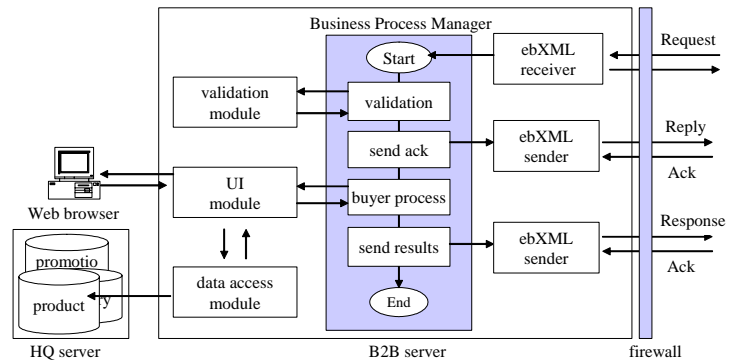 Business Process Manager
Start
ebXML
receiver
Request
validation
module
validation
send ack
ebXML
sender
Reply
Ack
Web browser
UI
module
buyer process
send results
ebXML
sender
Response
Ack
promotio
product
data access
module
End
HQ server
B2B server
firewall